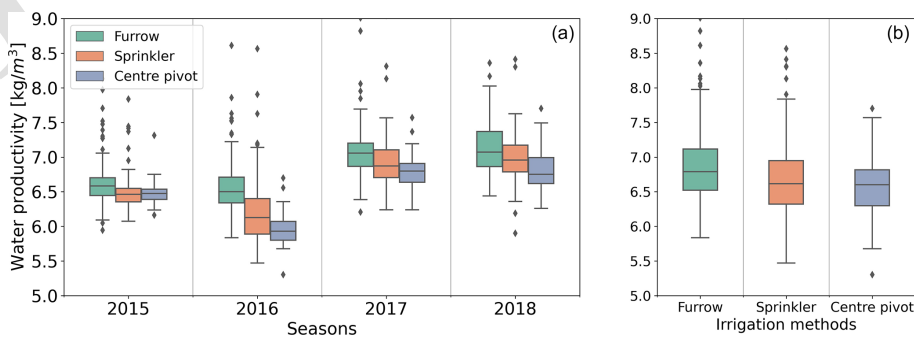 Water productivity [kg/m³]
9.0
8.5
8.0
7.5
7.0
6.5
6.0
5.5
5.0
Furrow
Sprinkler
Centre pivot
(a)
2015 2016 2017 2018
Seasons
9.0
8.5
8.0
7.5
7.0
6.5
6.0
5.5
5.0
(b)
Furrow Sprinkler Centre pivot
Irrigation methods